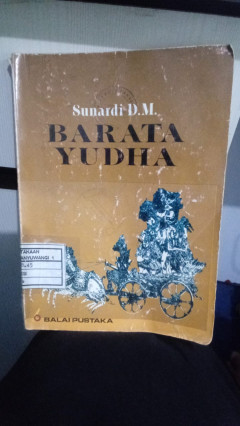 Sunardi D.M.
BARATA
YUDHA
BALAI PUSTAKA